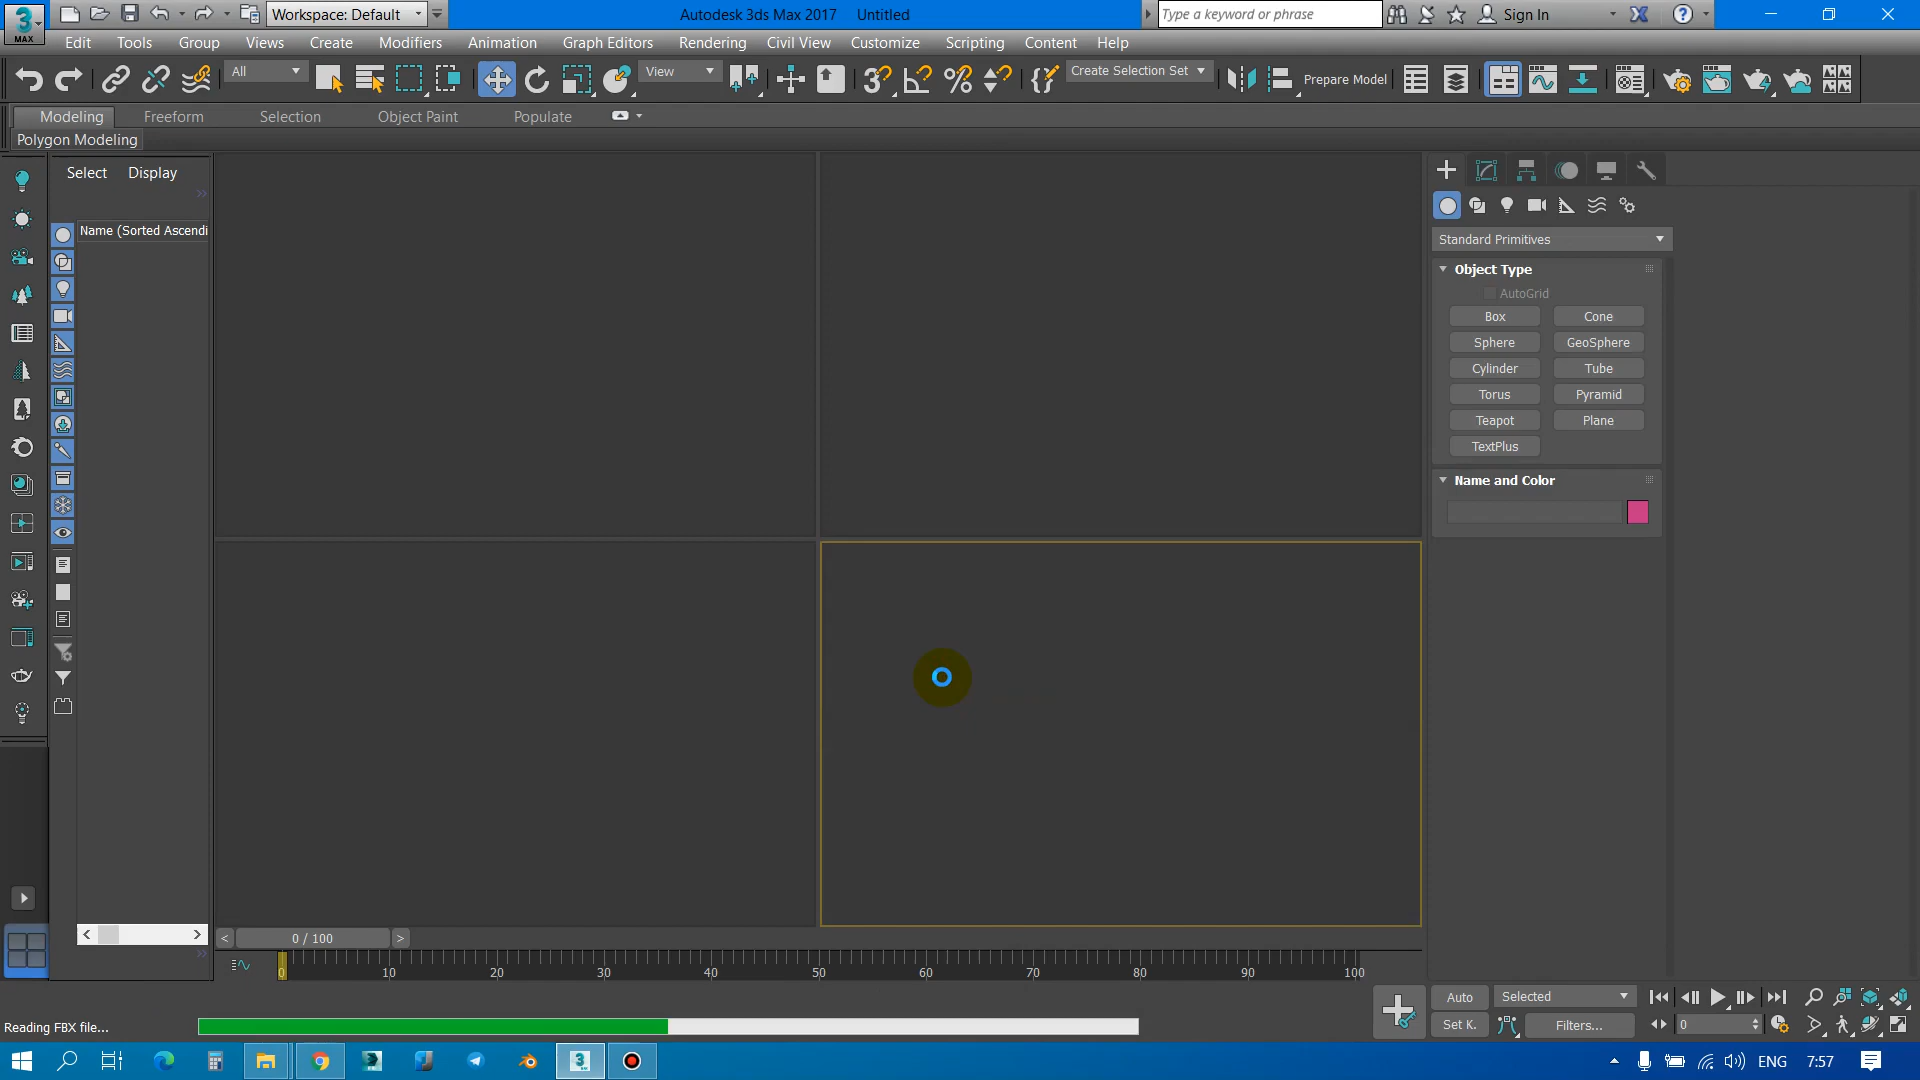 Workspace: Default
Autodesk 3ds Max 2017 Untitled
Type a keyword or phrase
Sign In
MAX
Edit Tools Group Views Create Modifiers Animation Graph Editors Rendering Civil View Customize Scripting Content Help
All
View
Create Selection Set
Prepare Model
Modeling Freeform Selection Object Paint Populate
Polygon Modeling
Select Display
Name (Sorted Ascendi
Standard Primitives
Object Type
AutoGrid
Box Cone
Sphere GeoSphere
Cylinder Tube
Torus Pyramid
Teapot Plane
TextPlus
Name and Color
< 0 / 100 >
0 10 20 30 40 50 60 70 80 90 100
Auto Selected
Set K. Filters...
0
Reading FBX file...
ENG 7:57